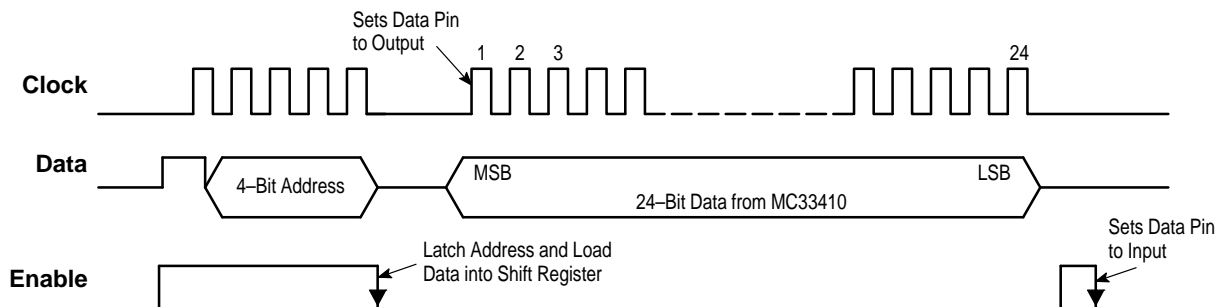 Sets Data Pin
to Output
1 2 3 24
Clock
Data
4–Bit Address
MSB
LSB
24–Bit Data from MC33410
Sets Data Pin
to Input
Latch Address and Load
Data into Shift Register
Enable